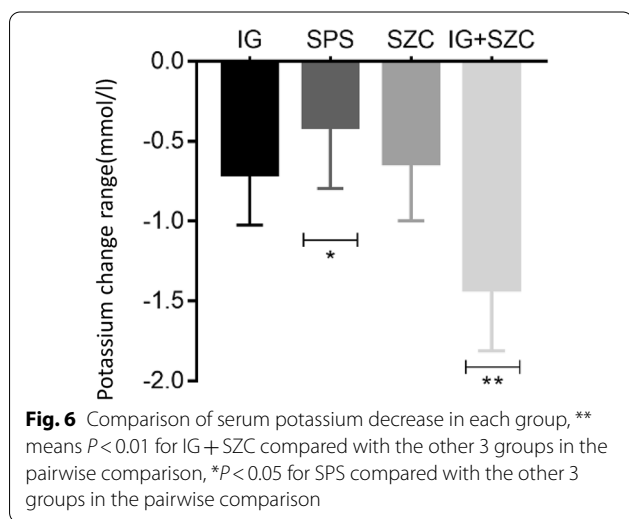 IG SPS SZC IG+SZC
Potassium change range(mmol/l)
0.0
-0.5
-1.0
-1.5
-2.0
*
**
Fig. 6 Comparison of serum potassium decrease in each group, **
means P < 0.01 for IG + SZC compared with the other 3 groups in the
pairwise comparison, *P < 0.05 for SPS compared with the other 3
groups in the pairwise comparison